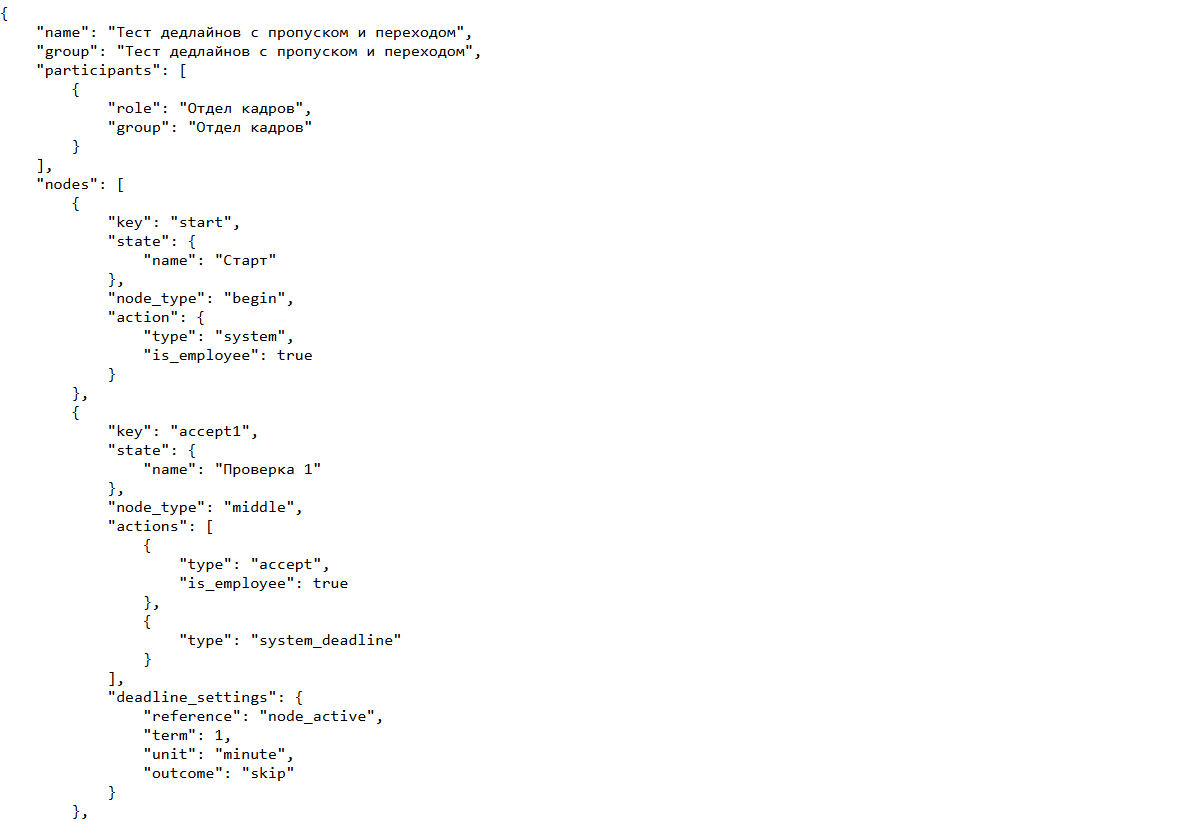 {
    "name": "Тест дедлайнов с пропуском и переходом",
    "group": "Тест дедлайнов с пропуском и переходом",
    "participants": [
        {
            "role": "Отдел кадров",
            "group": "Отдел кадров"
        }
    ],
    "nodes": [
        {
            "key": "start",
            "state": {
                "name": "Старт"
            },
            "node_type": "begin",
            "action": {
                "type": "system",
                "is_employee": true
            }
        },
        {
            "key": "accept1",
            "state": {
                "name": "Проверка 1"
            },
            "node_type": "middle",
            "actions": [
                {
                    "type": "accept",
                    "is_employee": true
                },
                {
                    "type": "system_deadline"
                }
            ],
            "deadline_settings": {
                "reference": "node_active",
                "term": 1,
                "unit": "minute",
                "outcome": "skip"
            }
        },